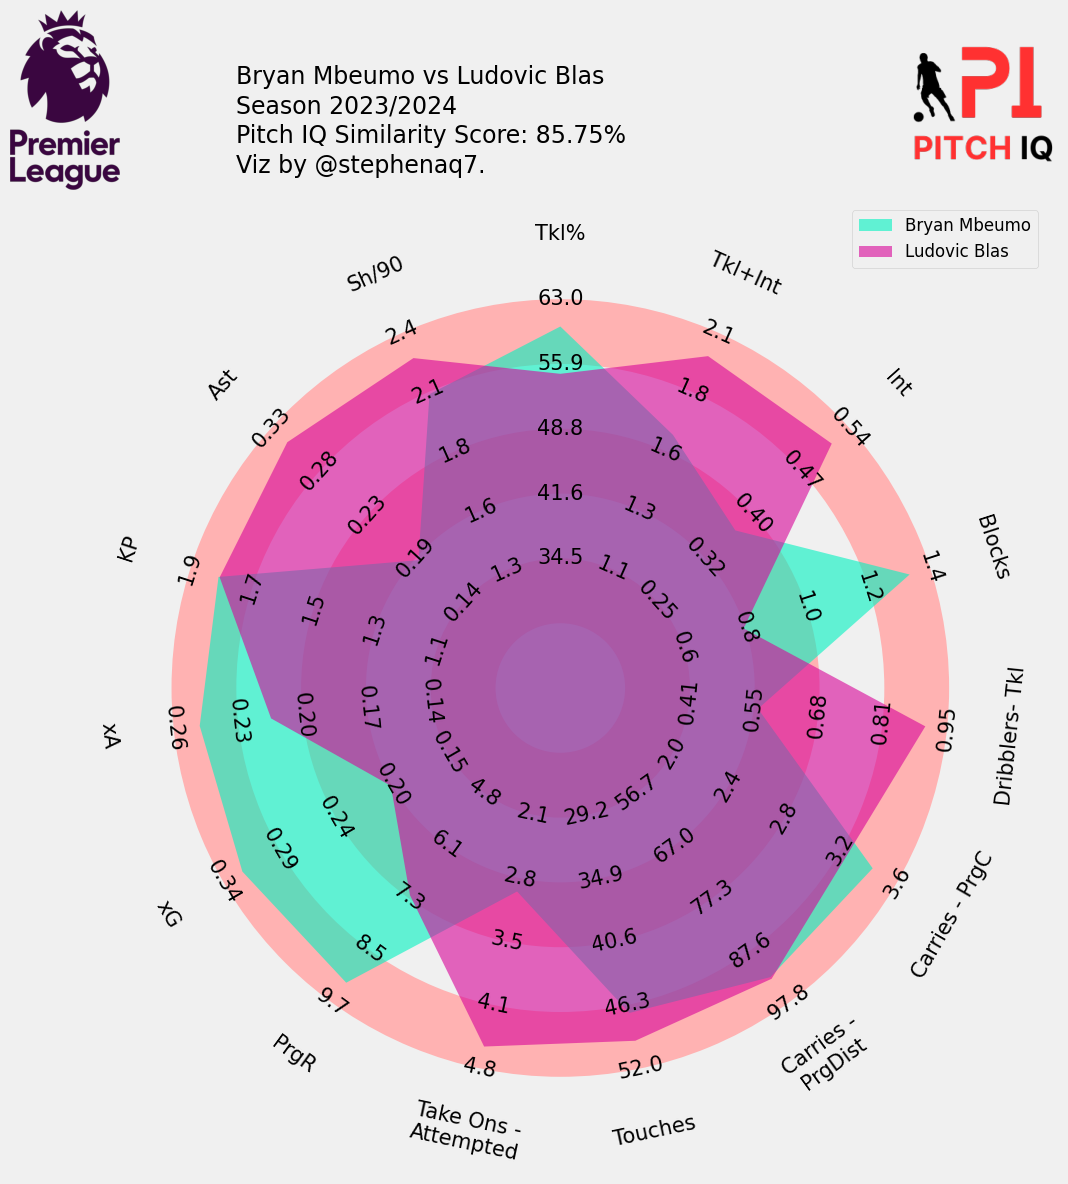 Premier
League
Bryan Mbeumo vs Ludovic Blas
Season 2023/2024
Pitch IQ Similarity Score: 85.75%
Viz by @stephenaq7.
PI
PITCH IQ
Bryan Mbeumo
Ludovic Blas
Tkl%
63.0
55.9
48.8
41.6
34.5
Tkl+Int
2.1
1.8
1.6
1.3
1.1
Int
0.54
0.47
0.40
0.32
0.25
Blocks
1.4
1.2
1.0
0.8
0.6
Dribblers- Tkl
0.95
0.81
0.68
0.55
0.41
Carries - PrgC
3.6
3.2
2.8
2.4
2.0
Carries -
PrgDist
97.8
87.6
77.3
67.0
56.7
Touches
52.0
46.3
40.6
34.9
29.2
Take Ons -
Attempted
4.8
4.1
3.5
2.8
2.1
PrgR
9.7
8.5
7.3
6.1
4.8
xG
0.34
0.29
0.24
0.20
0.15
xA
0.26
0.23
0.20
0.17
0.14
KP
1.9
1.7
1.5
1.3
1.1
Ast
0.33
0.28
0.23
0.19
0.14
Sh/90
2.4
2.1
1.8
1.6
1.3